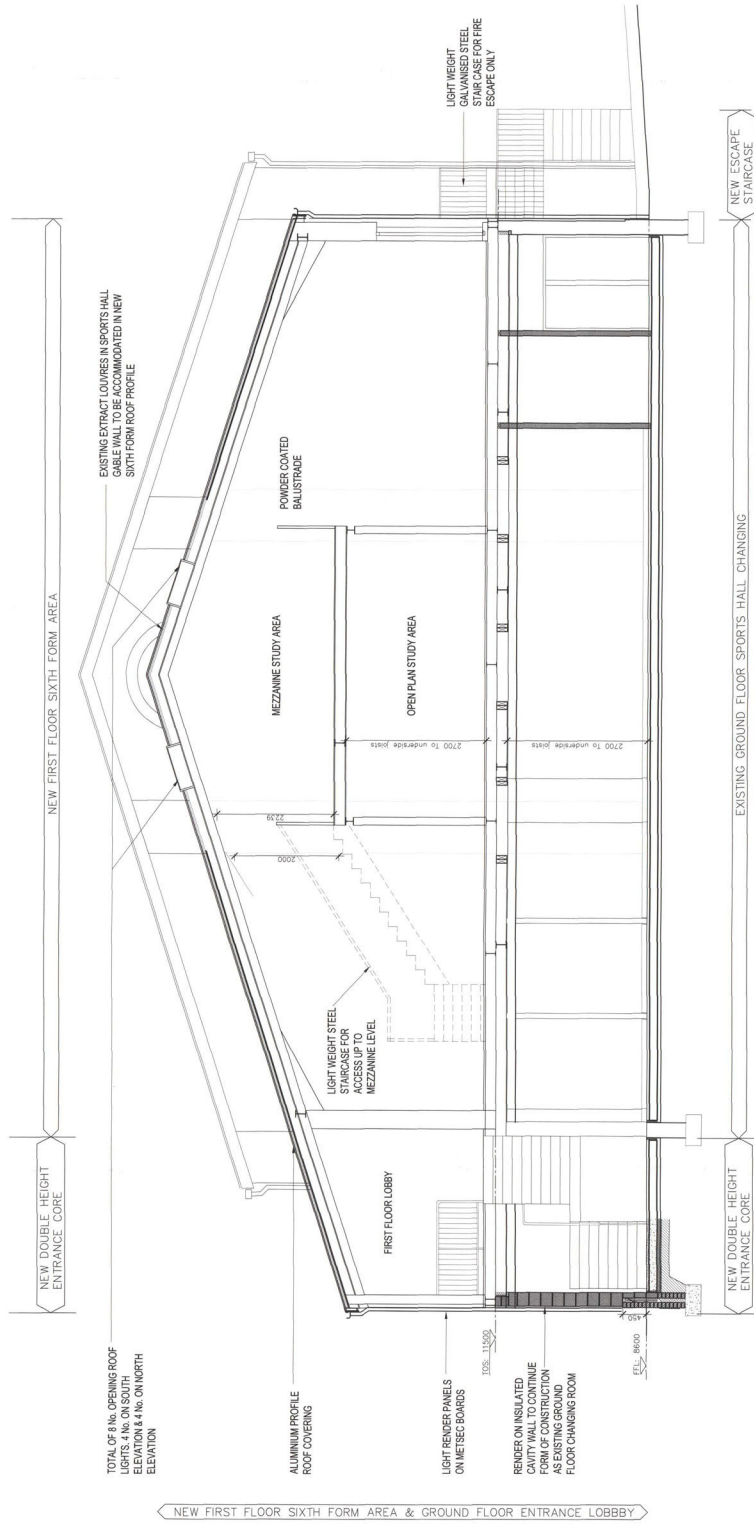 NEW FIRST FLOOR SIXTH FORM AREA & GROUND FLOOR ENTRANCE LOBBBY
NEW DOUBLE HEIGHT
ENTRANCE CORE
NEW FIRST FLOOR SIXTH FORM AREA
TOTAL OF 8 No. OPENING ROOF
LIGHTS. 4 No. ON SOUTH
ELEVATION & 4 No. ON NORTH
ELEVATION
EXISTING EXTRACT LOUVRES IN SPORTS HALL
GABLE WALL TO BE ACCOMMODATED IN NEW
SIXTH FORM ROOF PROFILE
ALUMINIUM PROFILE
ROOF COVERING
LIGHT WEIGHT STEEL
STAIRCASE FOR
ACCESS UP TO
MEZZANINE LEVEL
2000
2239
MEZZANINE STUDY AREA
POWDER COATED
BALUSTRADE
LIGHT WEIGHT
GALVANISED STEEL
STAIR CASE FOR FIRE
ESCAPE ONLY
FIRST FLOOR LOBBY
OPEN PLAN STUDY AREA
2700 To underside joists
LIGHT RENDER PANELS
ON METSEC BOARDS
TOS: 11500
RENDER ON INSULATED
CAVITY WALL TO CONTINUE
FORM OF CONSTRUCTION
AS EXISTING GROUND
FLOOR CHANGING ROOM
2700 To underside joists
450
FFL: 8600
NEW DOUBLE HEIGHT
ENTRANCE CORE
EXISTING GROUND FLOOR SPORTS HALL CHANGING
NEW ESCAPE
STAIRCASE